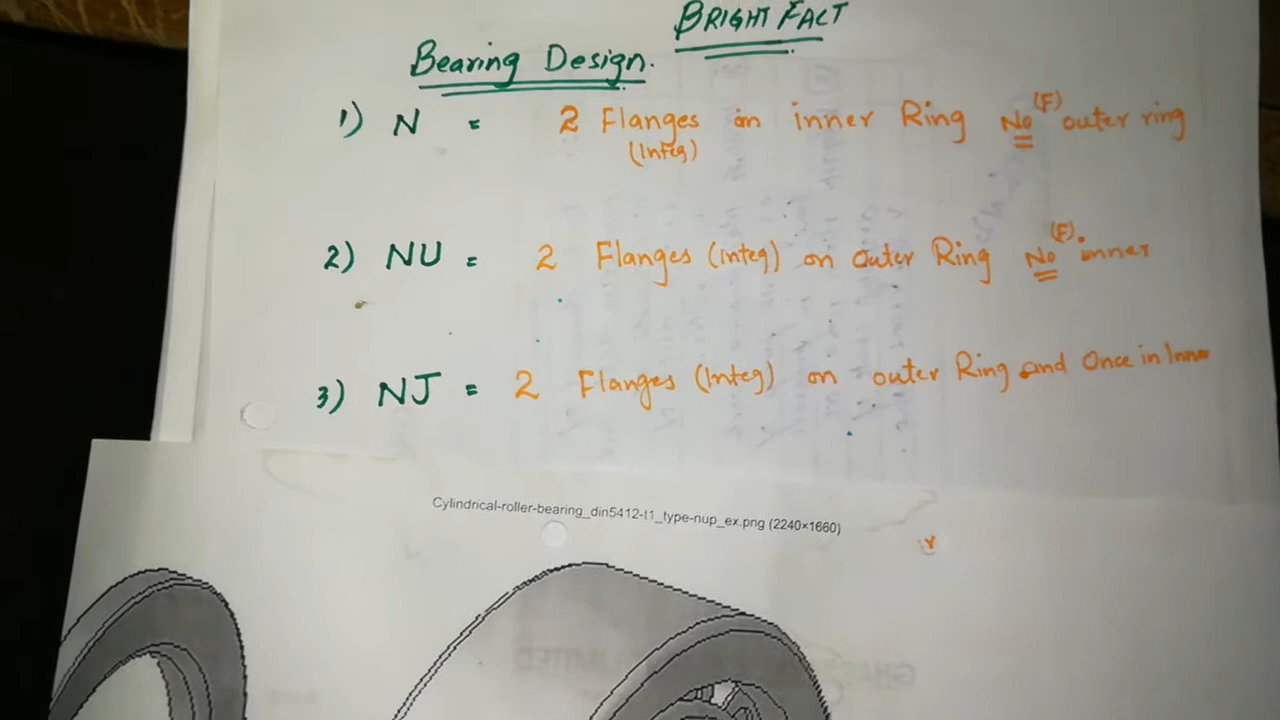 BRIGHT FACT
Bearing Design.
1) N = 2 Flanges in inner Ring No (F) outer ring
(Integ)
2) NU = 2 Flanges (integ) on outer Ring No (F). inner
3) NJ = 2 Flanges (Integ) on outer Ring and Once in Inner
Cylindrical-roller-bearing_din5412-t1_type-nup_ex.png (2240×1660)
LIMITED